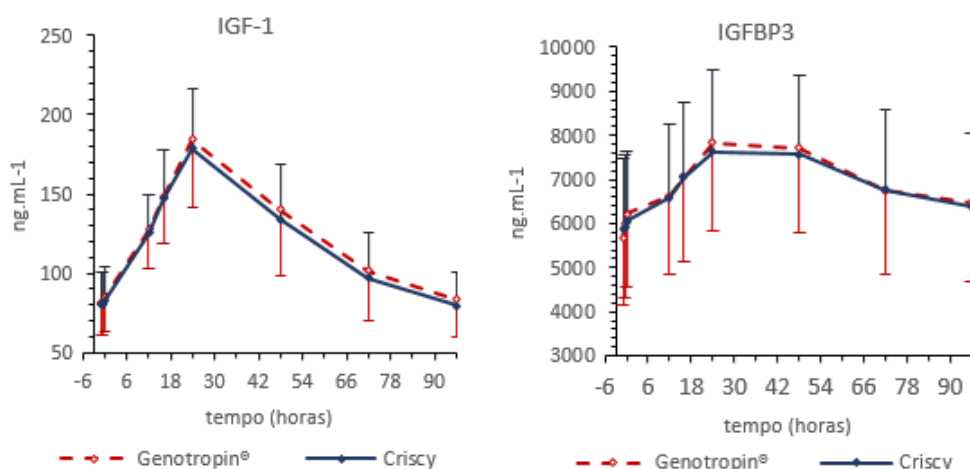 IGF-1
250
200
150
100
50
ng.mL-1
-6 6 18 30 42 54 66 78 90
tempo (horas)
Genotropin® Criscy
IGFBP3
10000
9000
8000
7000
6000
5000
4000
3000
ng.mL-1
-6 6 18 30 42 54 66 78 90
tempo (horas)
Genotropin® Criscy